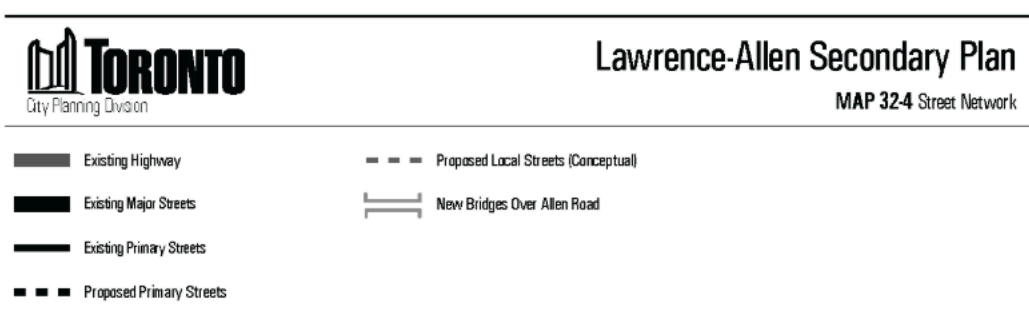 TORONTO
City Planning Division
Lawrence-Allen Secondary Plan
MAP 32-4 Street Network
Existing Highway
Existing Major Streets
Existing Primary Streets
Proposed Primary Streets
Proposed Local Streets (Conceptual)
New Bridges Over Allen Road